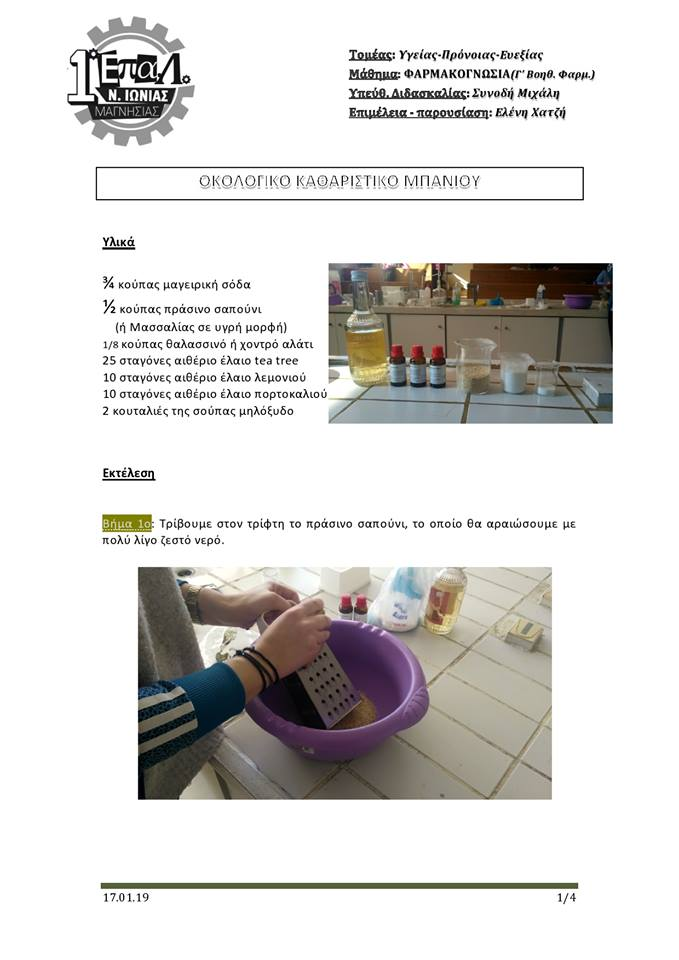 1ο ΕΠΑΛ.
Ν. ΙΩΝΙΑΣ
ΜΑΓΝΗΣΙΑΣ
Τομέας: Υγείας-Πρόνοιας-Ευεξίας
Μάθημα: ΦΑΡΜΑΚΟΓΝΩΣΙΑ(Γ' Βοηθ. Φαρμ.)
Υπεύθ. Διδασκαλίας: Συνοδή Μιχάλη
Επιμέλεια - παρουσίαση: Ελένη Χατζή
ΟΚΟΛΟΓΙΚΟ ΚΑΘΑΡΙΣΤΙΚΟ ΜΠΑΝΙΟΥ
Υλικά
¾ κούπας μαγειρική σόδα
½ κούπας πράσινο σαπούνι
(ή Μασσαλίας σε υγρή μορφή)
1/8 κούπας θαλασσινό ή χοντρό αλάτι
25 σταγόνες αιθέριο έλαιο tea tree
10 σταγόνες αιθέριο έλαιο λεμονιού
10 σταγόνες αιθέριο έλαιο πορτοκαλιού
2 κουταλιές της σούπας μηλόξυδο
Εκτέλεση
Βήμα 1ο: Τρίβουμε στον τρίφτη το πράσινο σαπούνι, το οποίο θα αραιώσουμε με
πολύ λίγο ζεστό νερό.
17.01.19 1/4